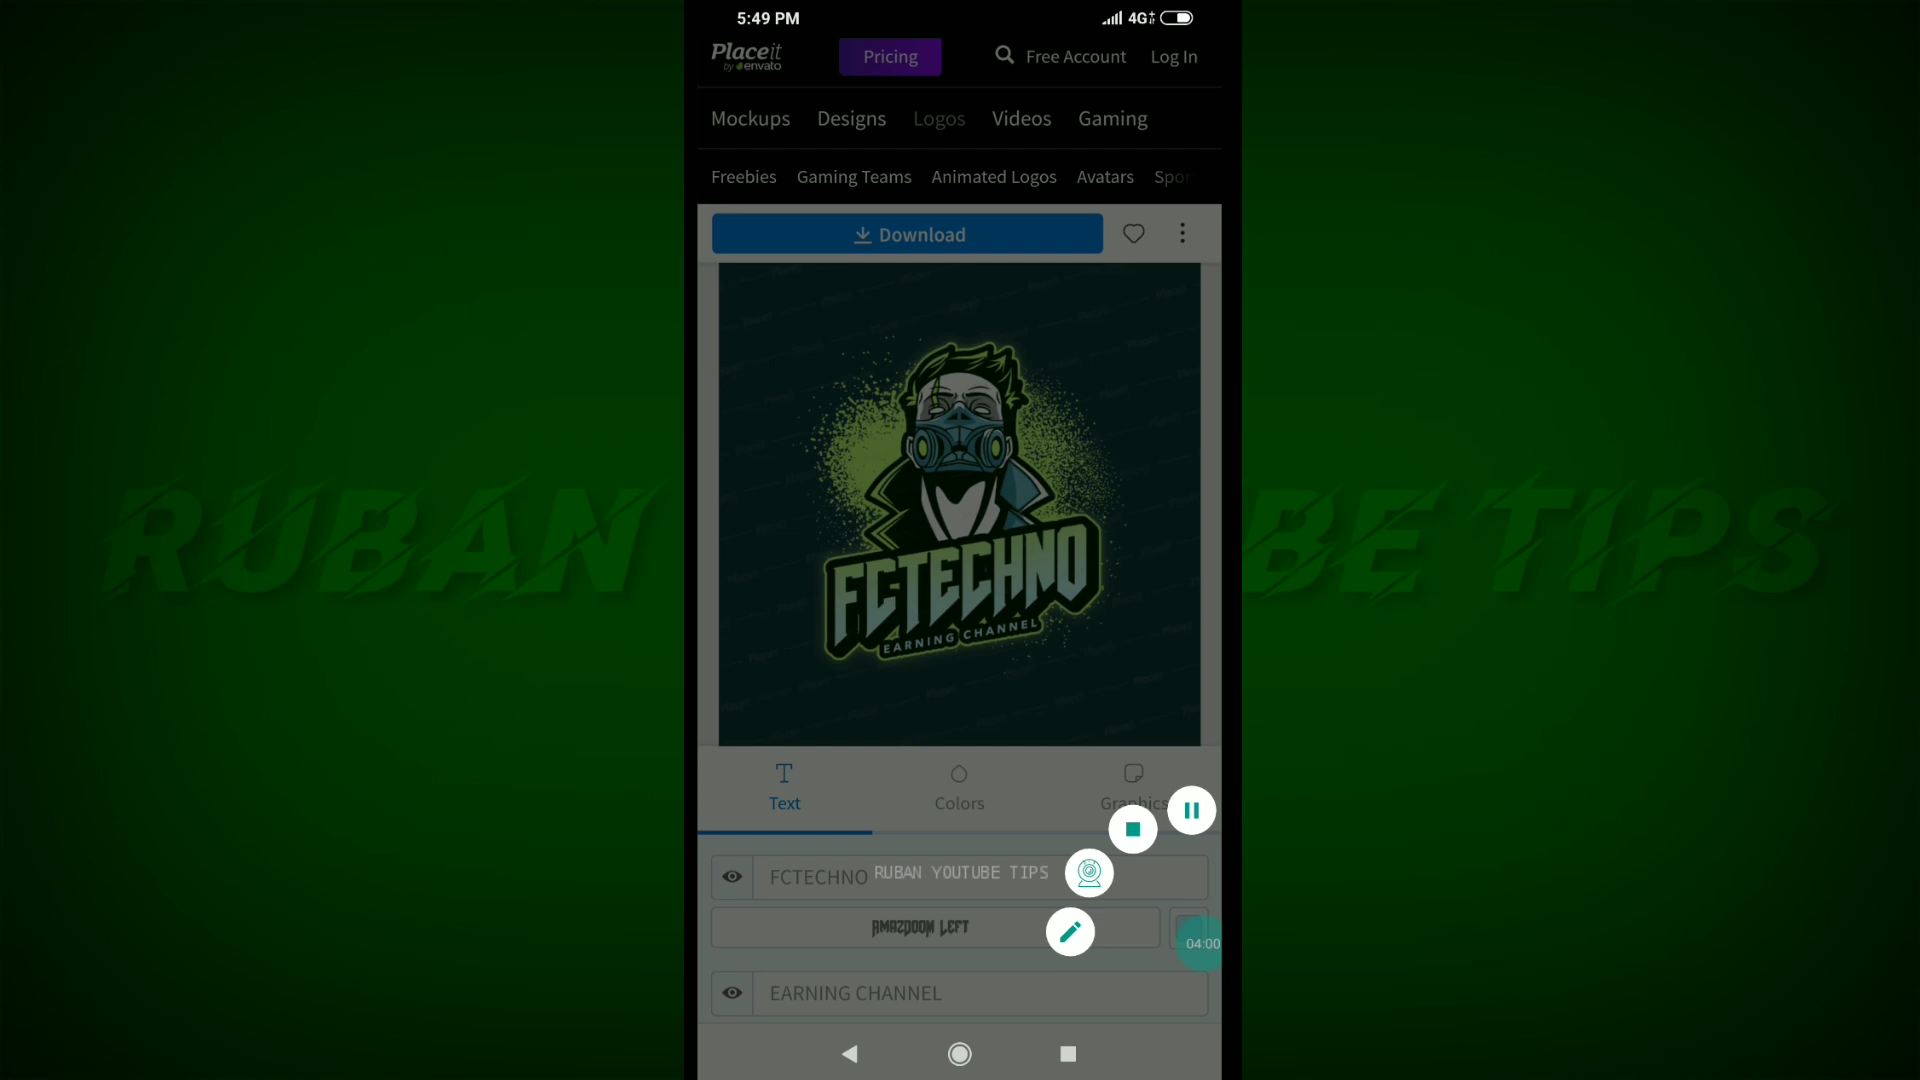 5:49 PM
4G
Placeit
by envato
Pricing
Free Account
Log In
Mockups
Designs
Logos
Videos
Gaming
Freebies
Gaming Teams
Animated Logos
Avatars
Spor
Download
RUBAN
BE TIPS
FCTECHNO
EARNING CHANNEL
Text
Colors
Graphics
FCTECHNO
RUBAN YOUTUBE TIPS
AMAZDOOM LEFT
04:00
EARNING CHANNEL